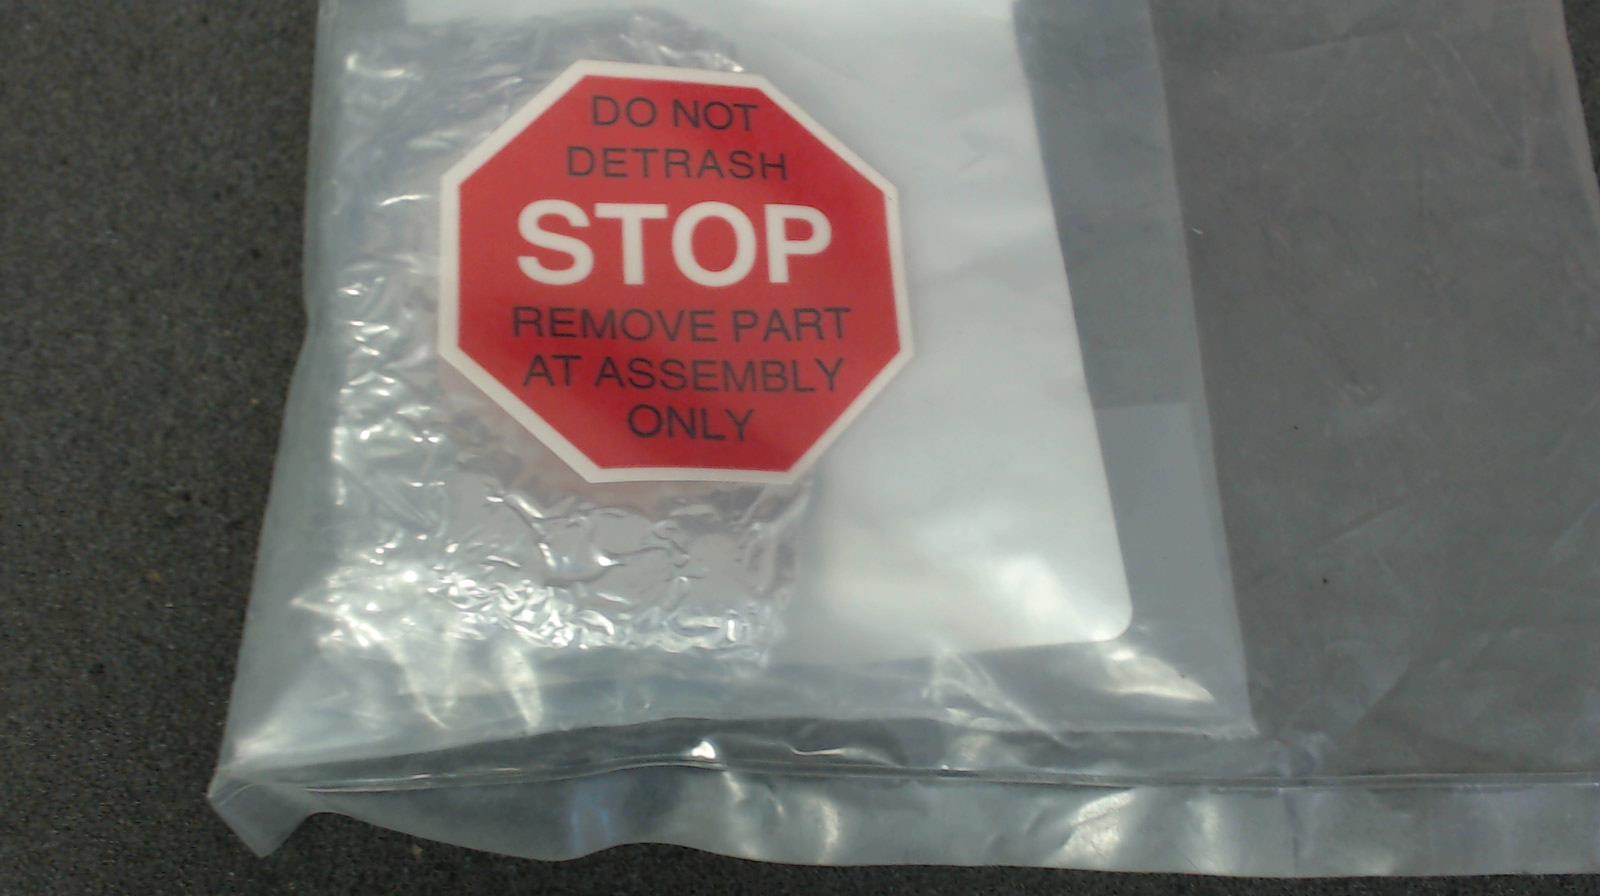 DO NOT
DETRASH
STOP
REMOVE PART
AT ASSEMBLY
ONLY